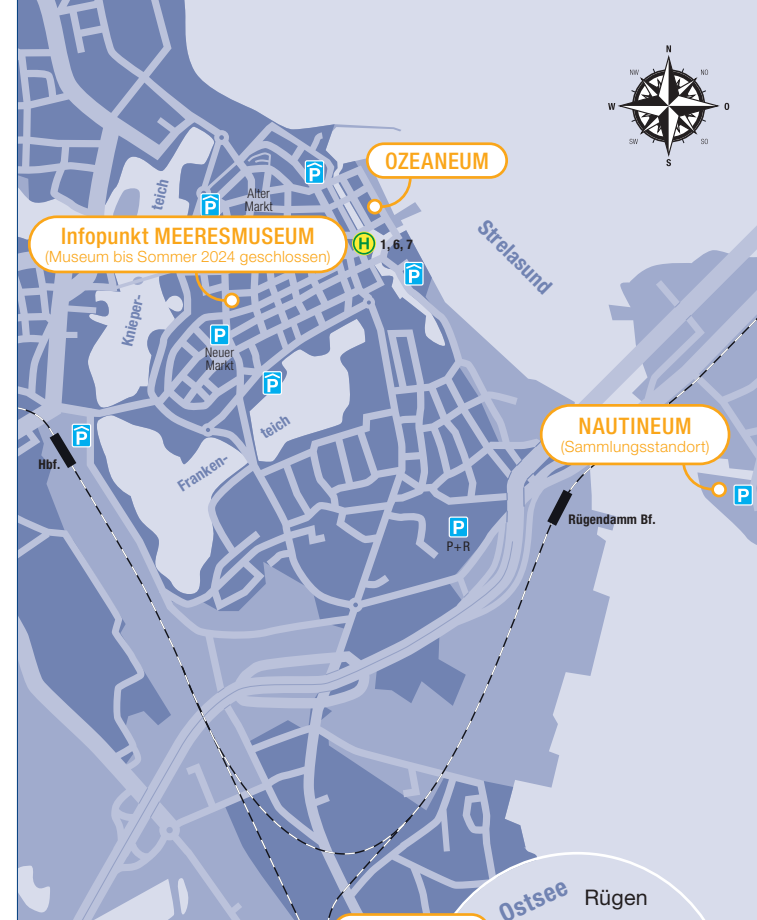 N
NW
NO
W
O
SW
SO
S
OZEANEUM
P
P
teich
Alter
Markt
Infopunkt MEERESMUSEUM
(Museum bis Sommer 2024 geschlossen)
H 1, 6, 7
Strelasund
P
Knieper-
P
Neuer
Markt
P
NAUTINEUM
(Sammlungsstandort)
P
Hbf.
teich
Franken-
P
Rügendamm Bf.
P
P+R
Ostsee
Rügen